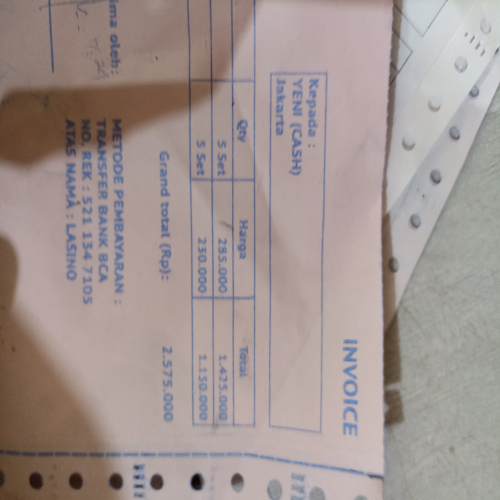 INVOICE
Kepada :
YENI (CASH)
Jakarta
Qty Harga Total
5 Set 285.000 1.425.000
5 Set 230.000 1.150.000
Grand total (Rp): 2.575.000
METODE PEMBAYARAN :
TRANSFER BANK BCA
NO. REK : 521 134 7105
ATAS NAMA : LASINO
ima oleh: